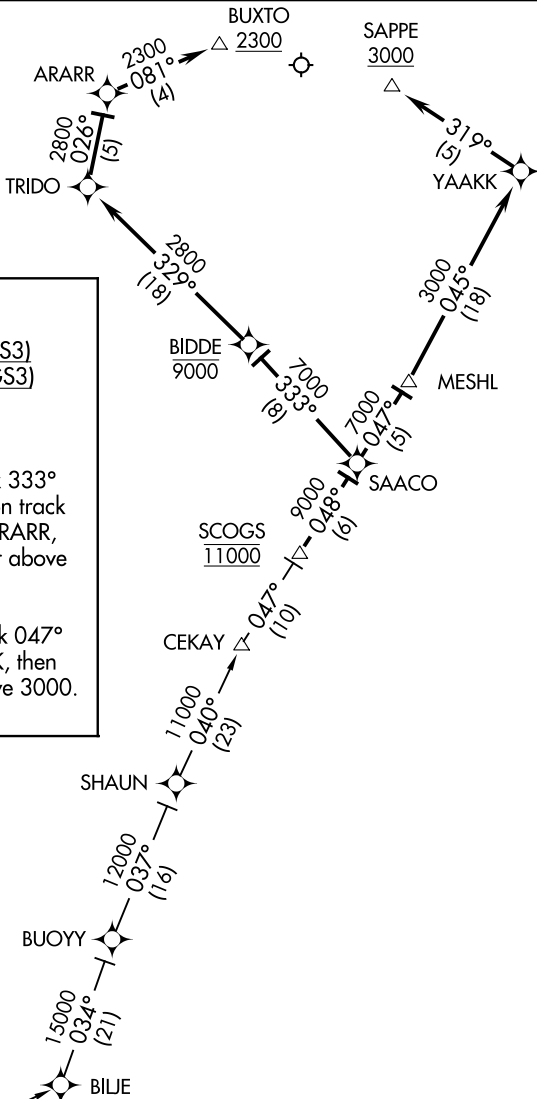 BUXTO
2300
SAPPE
3000
ARARR
2300
081°
(4)
2800
026°
(5)
319°
(5)
YAAKK
TRIDO
2800
329°
(18)
3000
045°
(18)
S3)
GS3)
BIDDE
9000
7000
333°
(8)
MESHL
7000
047°
(5)
SAACO
333°
on track
RARR,
above
9000
048°
(6)
SCOGS
11000
047°
(10)
CEKAY
k 047°
K, then
ve 3000.
11000
040°
(23)
SHAUN
12000
037°
(16)
BUOYY
15000
034°
(21)
BILJE